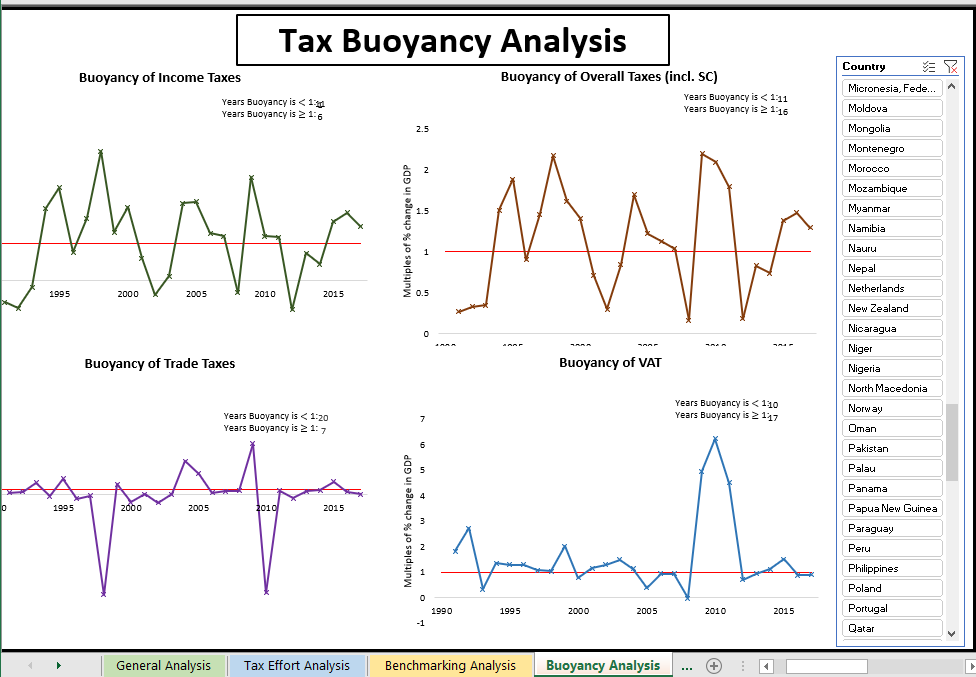 Tax Buoyancy Analysis
Buoyancy of Income Taxes
Years Buoyancy is < 1:
Years Buoyancy is ≥ 1: 6
1995 2000 2005 2010 2015
Buoyancy of Overall Taxes (incl. SC)
Years Buoyancy is < 1:11
Years Buoyancy is ≥ 1:16
Multiples of % change in GDP
2.5
2
1.5
1
0.5
0
Buoyancy of Trade Taxes
Years Buoyancy is < 1:20
Years Buoyancy is ≥ 1: 7
0 1995 2000 2005 2010 2015
Buoyancy of VAT
Years Buoyancy is < 1:10
Years Buoyancy is ≥ 1:17
Multiples of % change in GDP
7
6
5
4
3
2
1
0
-1
1990 1995 2000 2005 2010 2015
Country
Micronesia, Fede...
Moldova
Mongolia
Montenegro
Morocco
Mozambique
Myanmar
Namibia
Nauru
Nepal
Netherlands
New Zealand
Nicaragua
Niger
Nigeria
North Macedonia
Norway
Oman
Pakistan
Palau
Panama
Papua New Guinea
Paraguay
Peru
Philippines
Poland
Portugal
Qatar
General Analysis Tax Effort Analysis Benchmarking Analysis Buoyancy Analysis ...